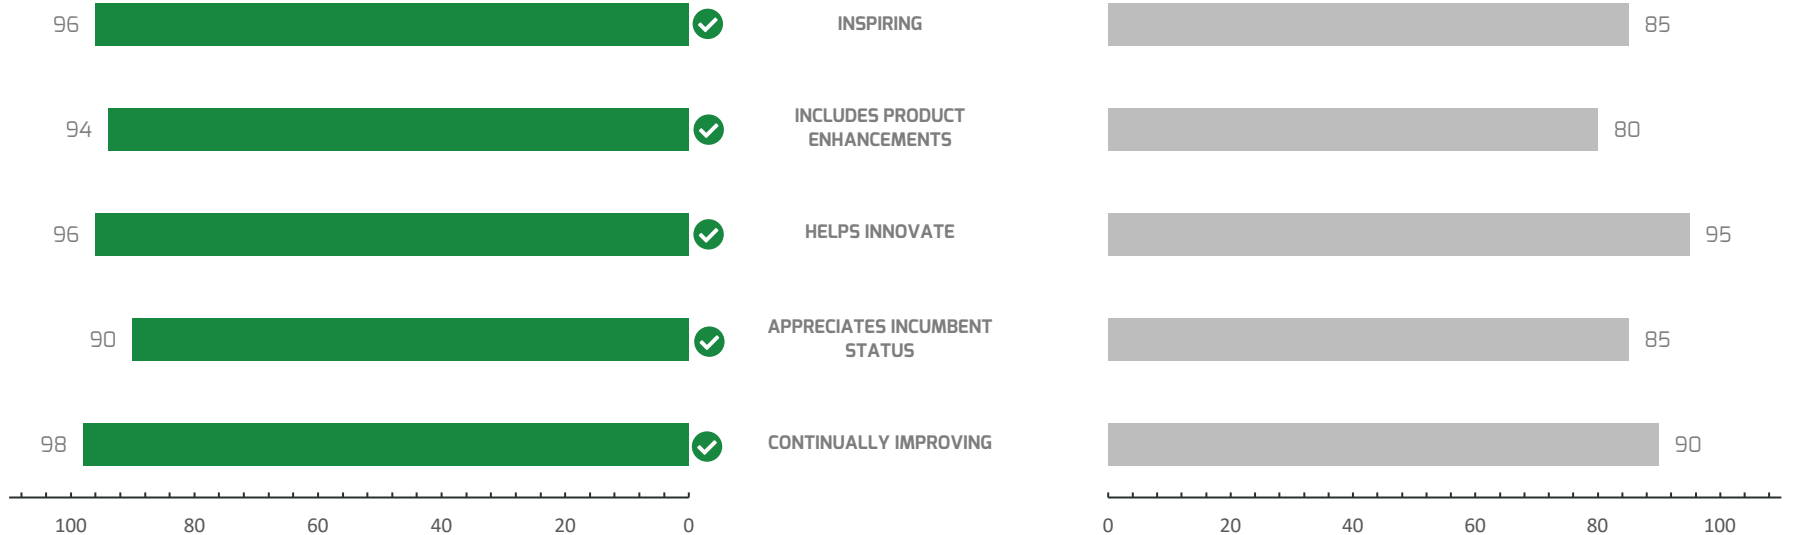 96 INSPIRING 85
94 INCLUDES PRODUCT 80
ENHANCEMENTS
96 HELPS INNOVATE 95
90 APPRECIATES INCUMBENT 85
STATUS
98 CONTINUALLY IMPROVING 90
100 80 60 40 20 0 0 20 40 60 80 100